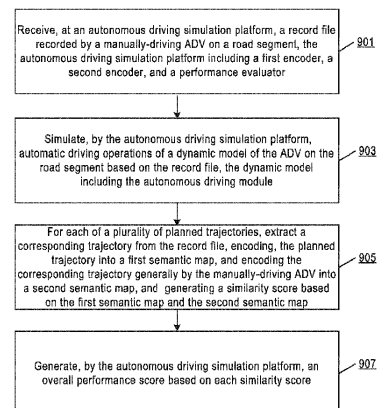 Receive, at an autonomous driving simulation platform, a record file
recorded by a manually-driving ADV on a road segment, the
autonomous driving simulation platform including a first encoder, a
second encoder, and a performance evaluator
901
Simulate, by the autonomous driving simulation platform,
automatic driving operations of a dynamic model of the ADV on the
road segment based on the record file, the dynamic model
including the autonomous driving module
903
For each of a plurality of planned trajectories, extract a
corresponding trajectory from the record file, encoding, the planned
trajectory into a first semantic map, and encoding the
corresponding trajectory generally by the manually-driving ADV into
a second semantic map, and generating a similarity score based
on the first semantic map and the second semantic map
905
Generate, by the autonomous driving simulation platform, an
overall performance score based on each similarity score
907